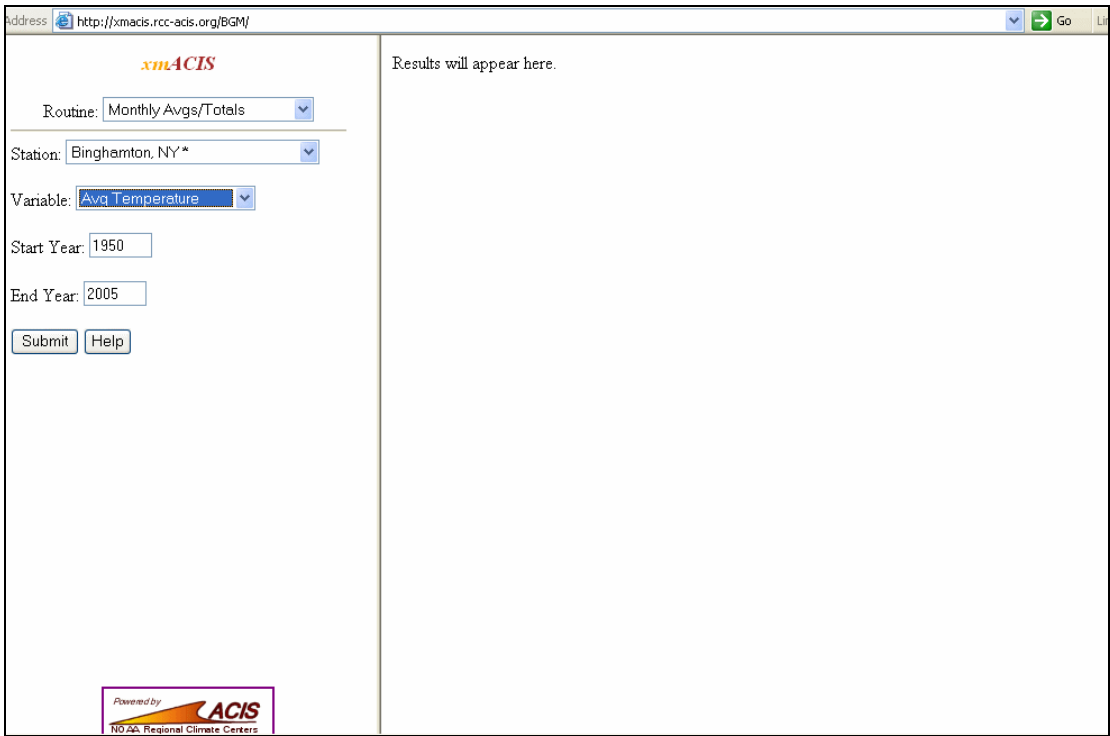 Address http://xmacis.rcc-acis.org/BGM/ Go Lin
xmACIS
Routine: Monthly Avgs/Totals
Station: Binghamton, NY*
Variable: Avg Temperature
Start Year: 1950
End Year: 2005
Submit Help
Powered by
ACIS
NOAA Regional Climate Centers
Results will appear here.